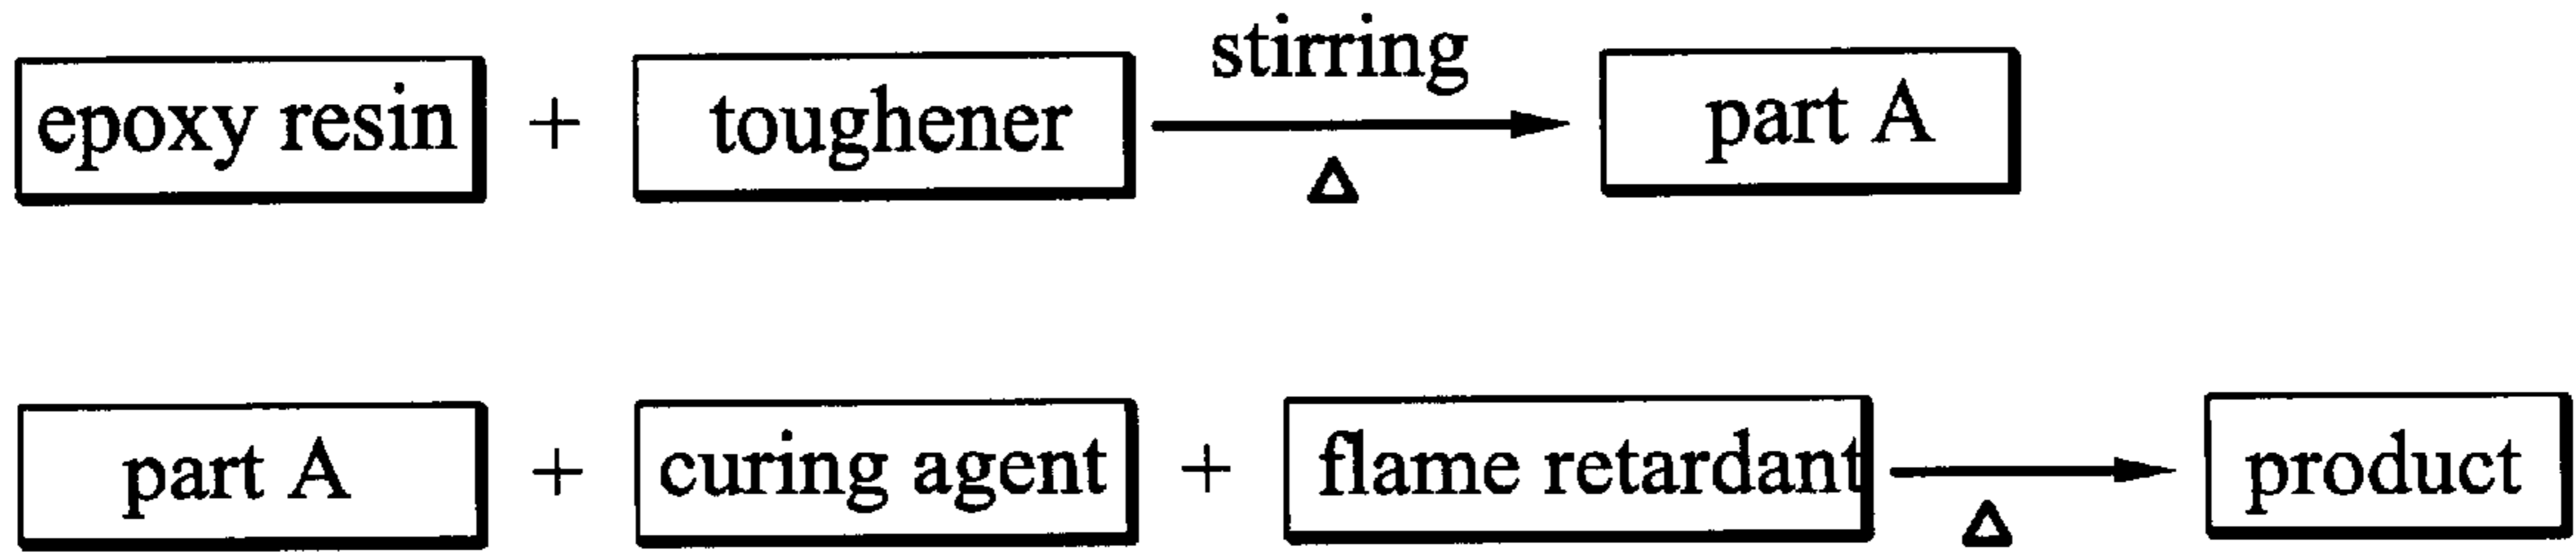 stirring
epoxy resin + toughener → part A
Δ
part A + curing agent + flame retardant → product
Δ